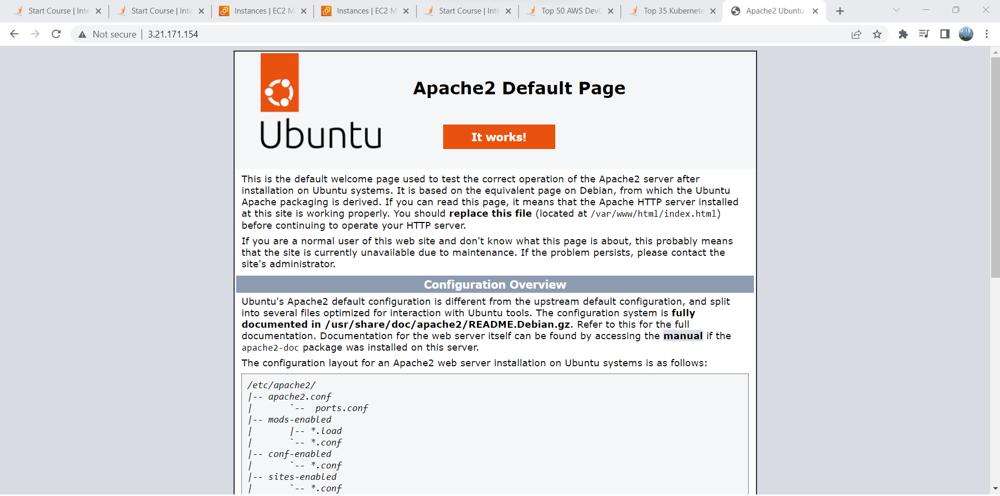 Start Course | Inte
Start Course | Inte
Instances | EC2 M
Instances | EC2 M
Start Course | Inte
Top 50 AWS DevO
Top 35 Kubernete
Apache2 Ubuntu
Not secure | 3.21.171.154
Apache2 Default Page
Ubuntu
It works!
This is the default welcome page used to test the correct operation of the Apache2 server after
installation on Ubuntu systems. It is based on the equivalent page on Debian, from which the Ubuntu
Apache packaging is derived. If you can read this page, it means that the Apache HTTP server installed
at this site is working properly. You should replace this file (located at /var/www/html/index.html)
before continuing to operate your HTTP server.
If you are a normal user of this web site and don't know what this page is about, this probably means
that the site is currently unavailable due to maintenance. If the problem persists, please contact the
site's administrator.
Configuration Overview
Ubuntu's Apache2 default configuration is different from the upstream default configuration, and split
into several files optimized for interaction with Ubuntu tools. The configuration system is fully
documented in /usr/share/doc/apache2/README.Debian.gz. Refer to this for the full
documentation. Documentation for the web server itself can be found by accessing the manual if the
apache2-doc package was installed on this server.
The configuration layout for an Apache2 web server installation on Ubuntu systems is as follows:
/etc/apache2/
|-- apache2.conf
|       `--  ports.conf
|-- mods-enabled
|       |-- *.load
|       `-- *.conf
|-- conf-enabled
|       `-- *.conf
|-- sites-enabled
|       `-- *.conf